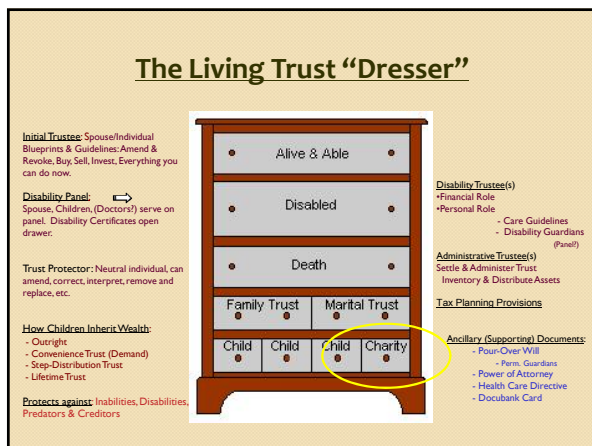 The Living Trust “Dresser”
Initial Trustee: Spouse/Individual
Blueprints & Guidelines: Amend &
Revoke, Buy, Sell, Invest, Everything you
can do now.
Disability Panel:
Spouse, Children, (Doctors?) serve on
panel. Disability Certificates open
drawer.
Trust Protector: Neutral individual, can
amend, correct, interpret, remove and
replace, etc.
How Children Inherit Wealth:
- Outright
- Convenience Trust (Demand)
- Step-Distribution Trust
- Lifetime Trust
Protects against: Inabilities, Disabilities,
Predators & Creditors
Alive & Able
Disabled
Death
Family Trust Marital Trust
Child Child Child Charity
Disability Trustee(s)
•Financial Role
•Personal Role
- Care Guidelines
- Disability Guardians
(Panel?)
Administrative Trustee(s)
Settle & Administer Trust
Inventory & Distribute Assets
Tax Planning Provisions
Ancillary (Supporting) Documents:
- Pour-Over Will
- Perm. Guardians
- Power of Attorney
- Health Care Directive
- Docubank Card